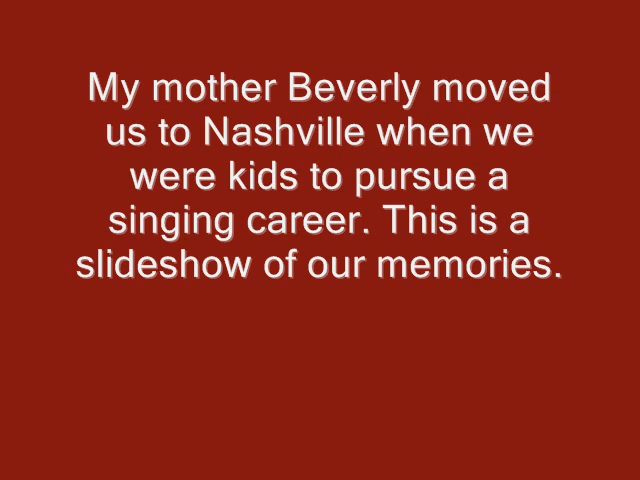 My mother Beverly moved
us to Nashville when we
were kids to pursue a
singing career. This is a
slideshow of our memories.